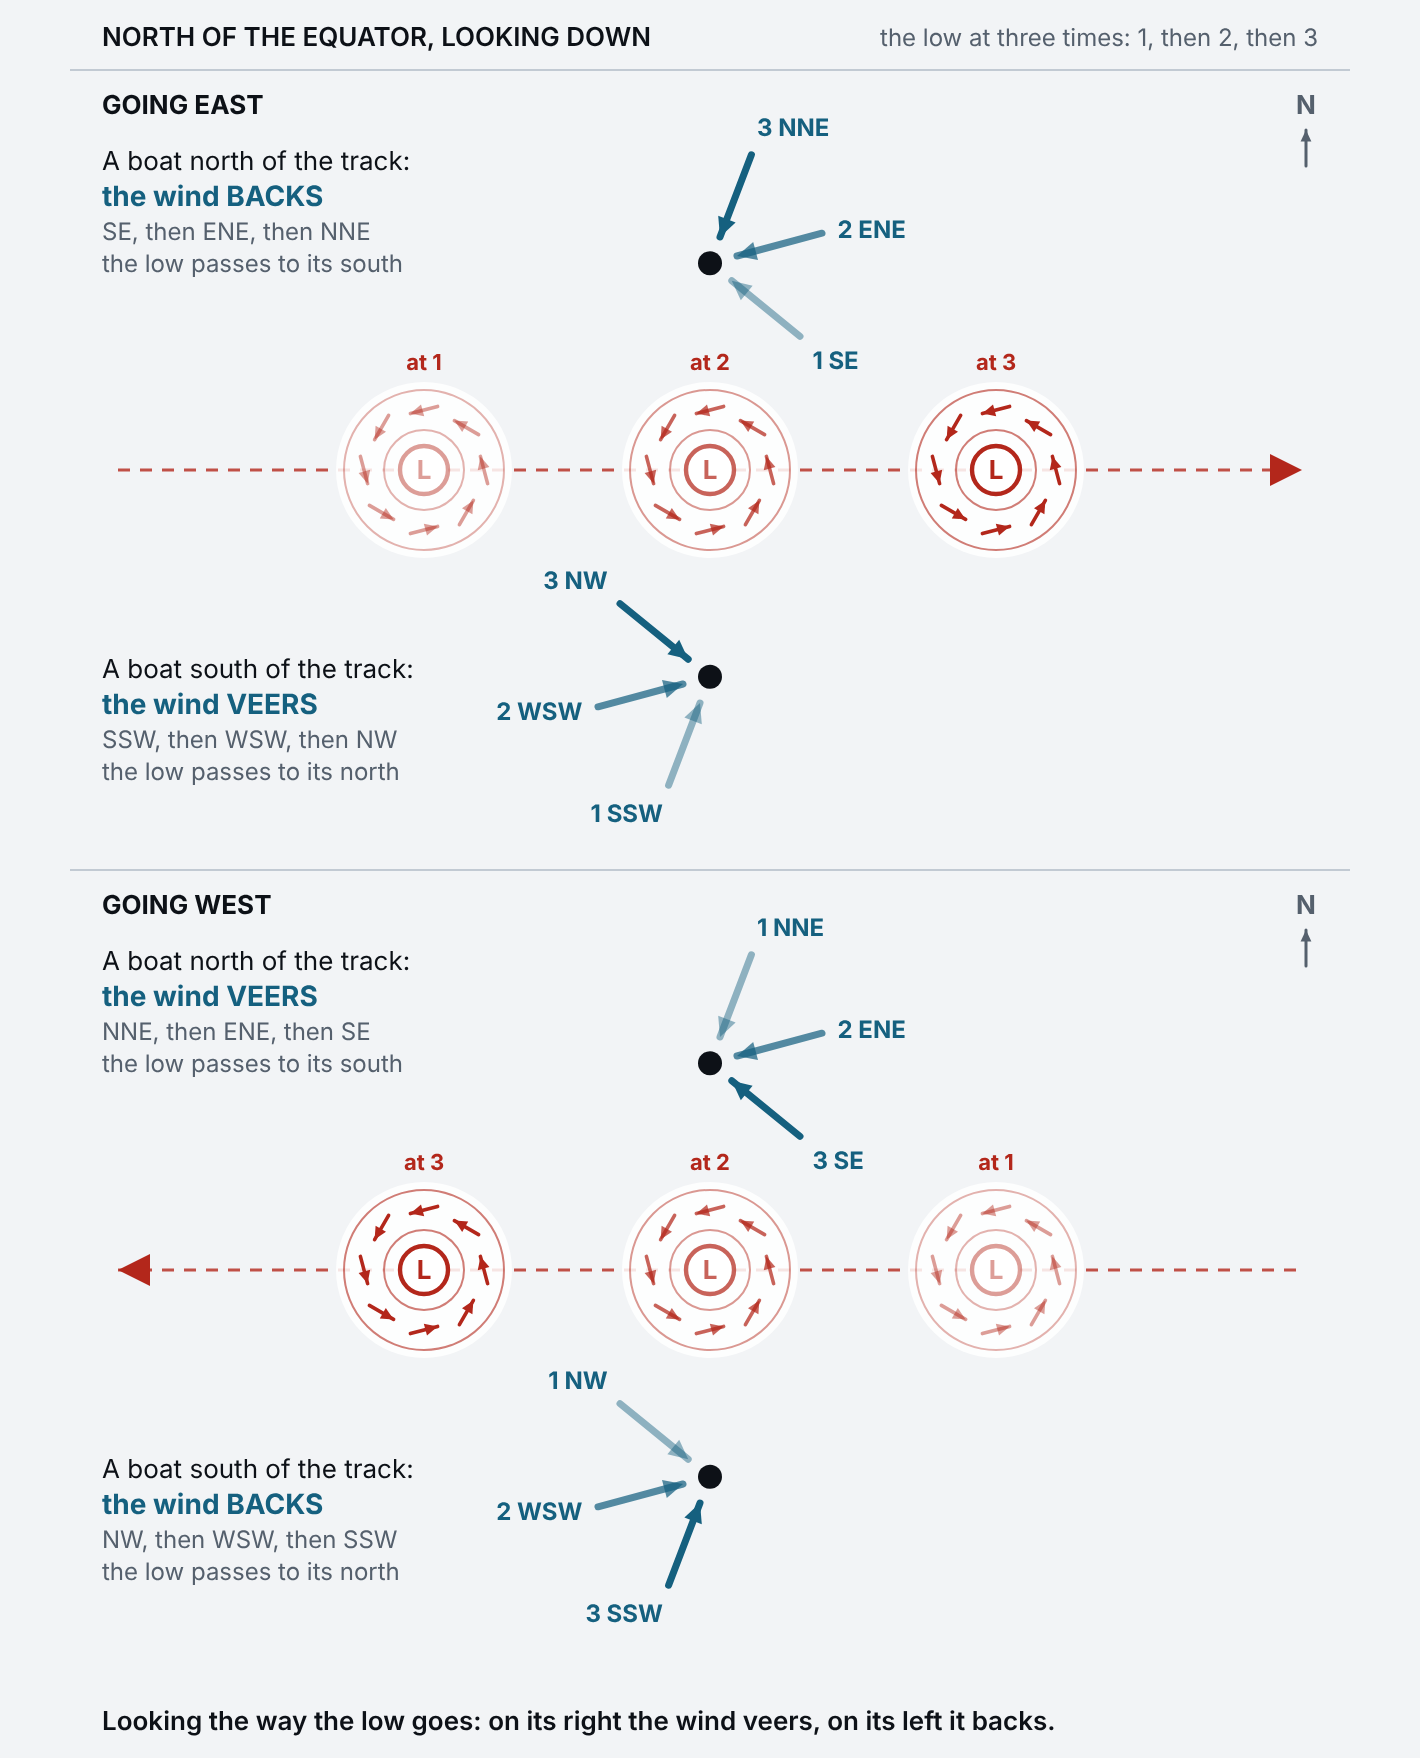 NORTH OF THE EQUATOR, LOOKING DOWN
the low at three times: 1, then 2, then 3
GOING EAST
N
3 NNE
A boat north of the track:
the wind BACKS
SE, then ENE, then NNE
the low passes to its south
2 ENE
1 SE
at 1
at 2
at 3
L
L
L
3 NW
A boat south of the track:
the wind VEERS
SSW, then WSW, then NW
the low passes to its north
2 WSW
1 SSW
GOING WEST
N
1 NNE
A boat north of the track:
the wind VEERS
NNE, then ENE, then SE
the low passes to its south
2 ENE
3 SE
at 3
at 2
at 1
L
L
L
1 NW
A boat south of the track:
the wind BACKS
NW, then WSW, then SSW
the low passes to its north
2 WSW
3 SSW
Looking the way the low goes: on its right the wind veers, on its left it backs.